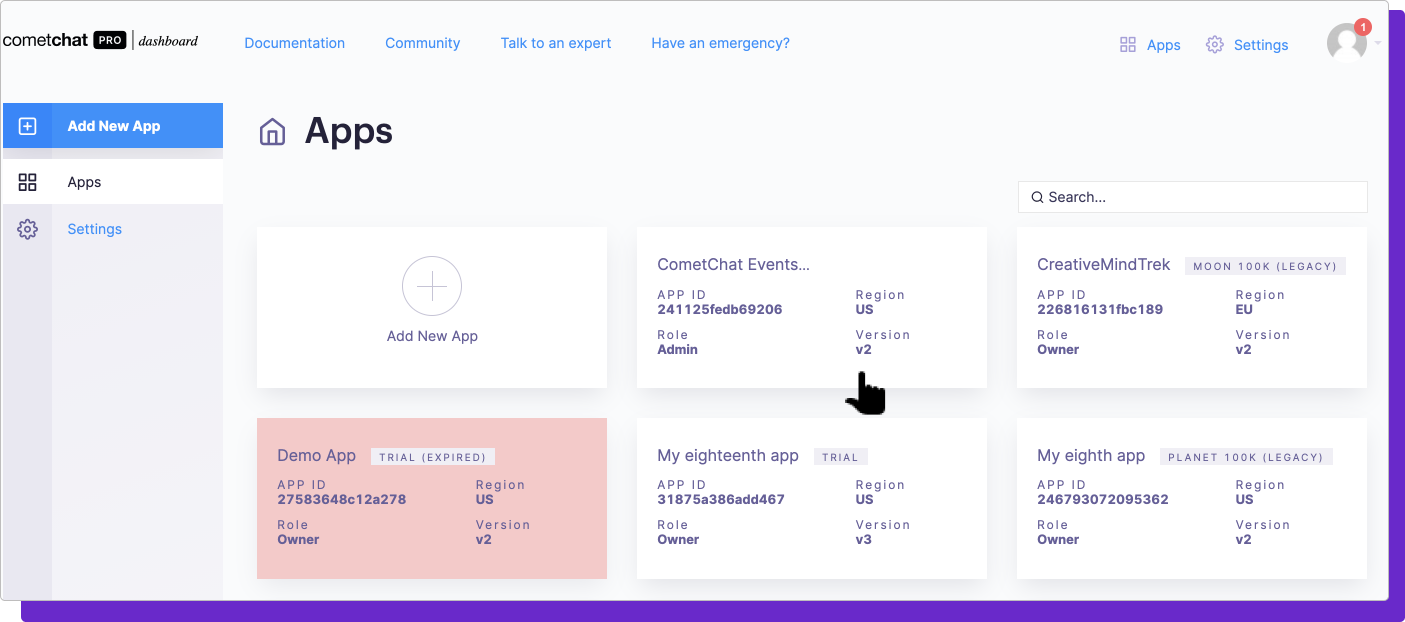 cometchat PRO | dashboard
Documentation
Community
Talk to an expert
Have an emergency?
Apps
Settings
1
Add New App
Apps
Settings
Apps
Search...
Add New App
CometChat Events...
APP ID
241125fedb69206
Region
US
Role
Admin
Version
v2
CreativeMindTrek
MOON 100K (LEGACY)
APP ID
226816131fbc189
Region
EU
Role
Owner
Version
v2
Demo App
TRIAL (EXPIRED)
APP ID
27583648c12a278
Region
US
Role
Owner
Version
v2
My eighteenth app
TRIAL
APP ID
31875a386add467
Region
US
Role
Owner
Version
v3
My eighth app
PLANET 100K (LEGACY)
APP ID
246793072095362
Region
US
Role
Owner
Version
v2